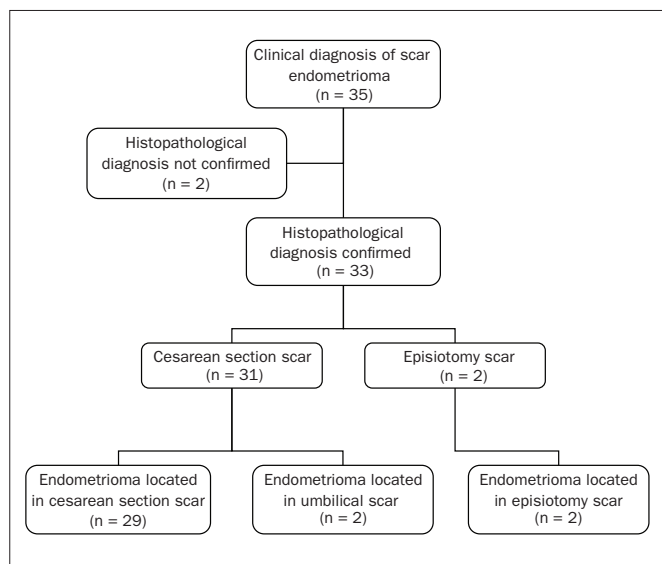 Clinical diagnosis of scar
endometrioma
(n = 35)
Histopathological
diagnosis not confirmed
(n = 2)
Histopathological
diagnosis confirmed
(n = 33)
Cesarean section scar
(n = 31)
Episiotomy scar
(n = 2)
Endometrioma located
in cesarean section scar
(n = 29)
Endometrioma located
in umbilical scar
(n = 2)
Endometrioma located
in episiotomy scar
(n = 2)